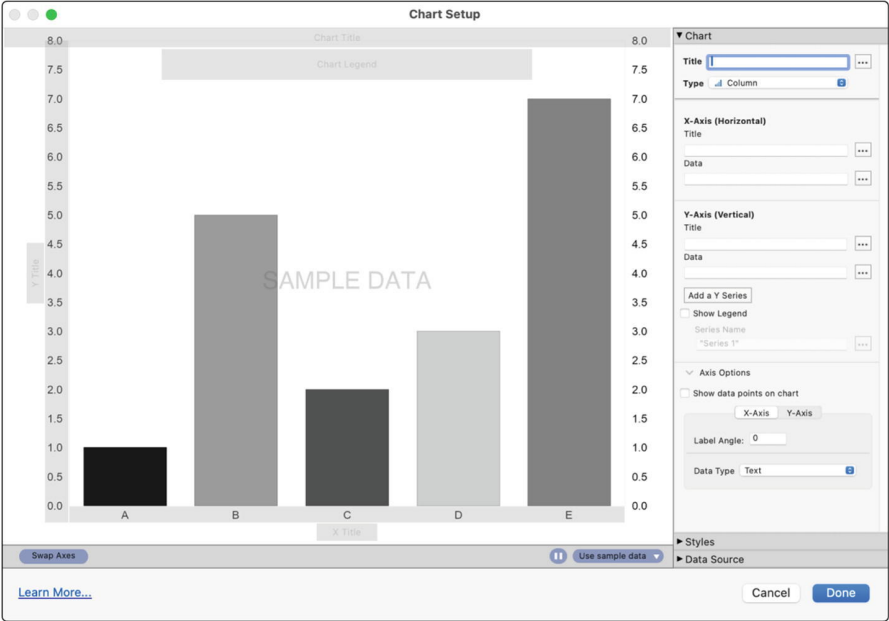 Chart Setup
Chart Title
Chart Legend
8.0
7.5
7.0
6.5
6.0
5.5
5.0
4.5
4.0
3.5
3.0
2.5
2.0
1.5
1.0
0.5
0.0
Y Title
SAMPLE DATA
8.0
7.5
7.0
6.5
6.0
5.5
5.0
4.5
4.0
3.5
3.0
2.5
2.0
1.5
1.0
0.5
0.0
A B C D E
X Title
Swap Axes
Use sample data
Chart
Title
...
Type Column
X-Axis (Horizontal)
Title
...
Data
...
Y-Axis (Vertical)
Title
...
Data
...
Add a Y Series
Show Legend
Series Name
"Series 1"
...
Axis Options
Show data points on chart
X-Axis Y-Axis
Label Angle: 0
Data Type Text
Styles
Data Source
Learn More...
Cancel Done